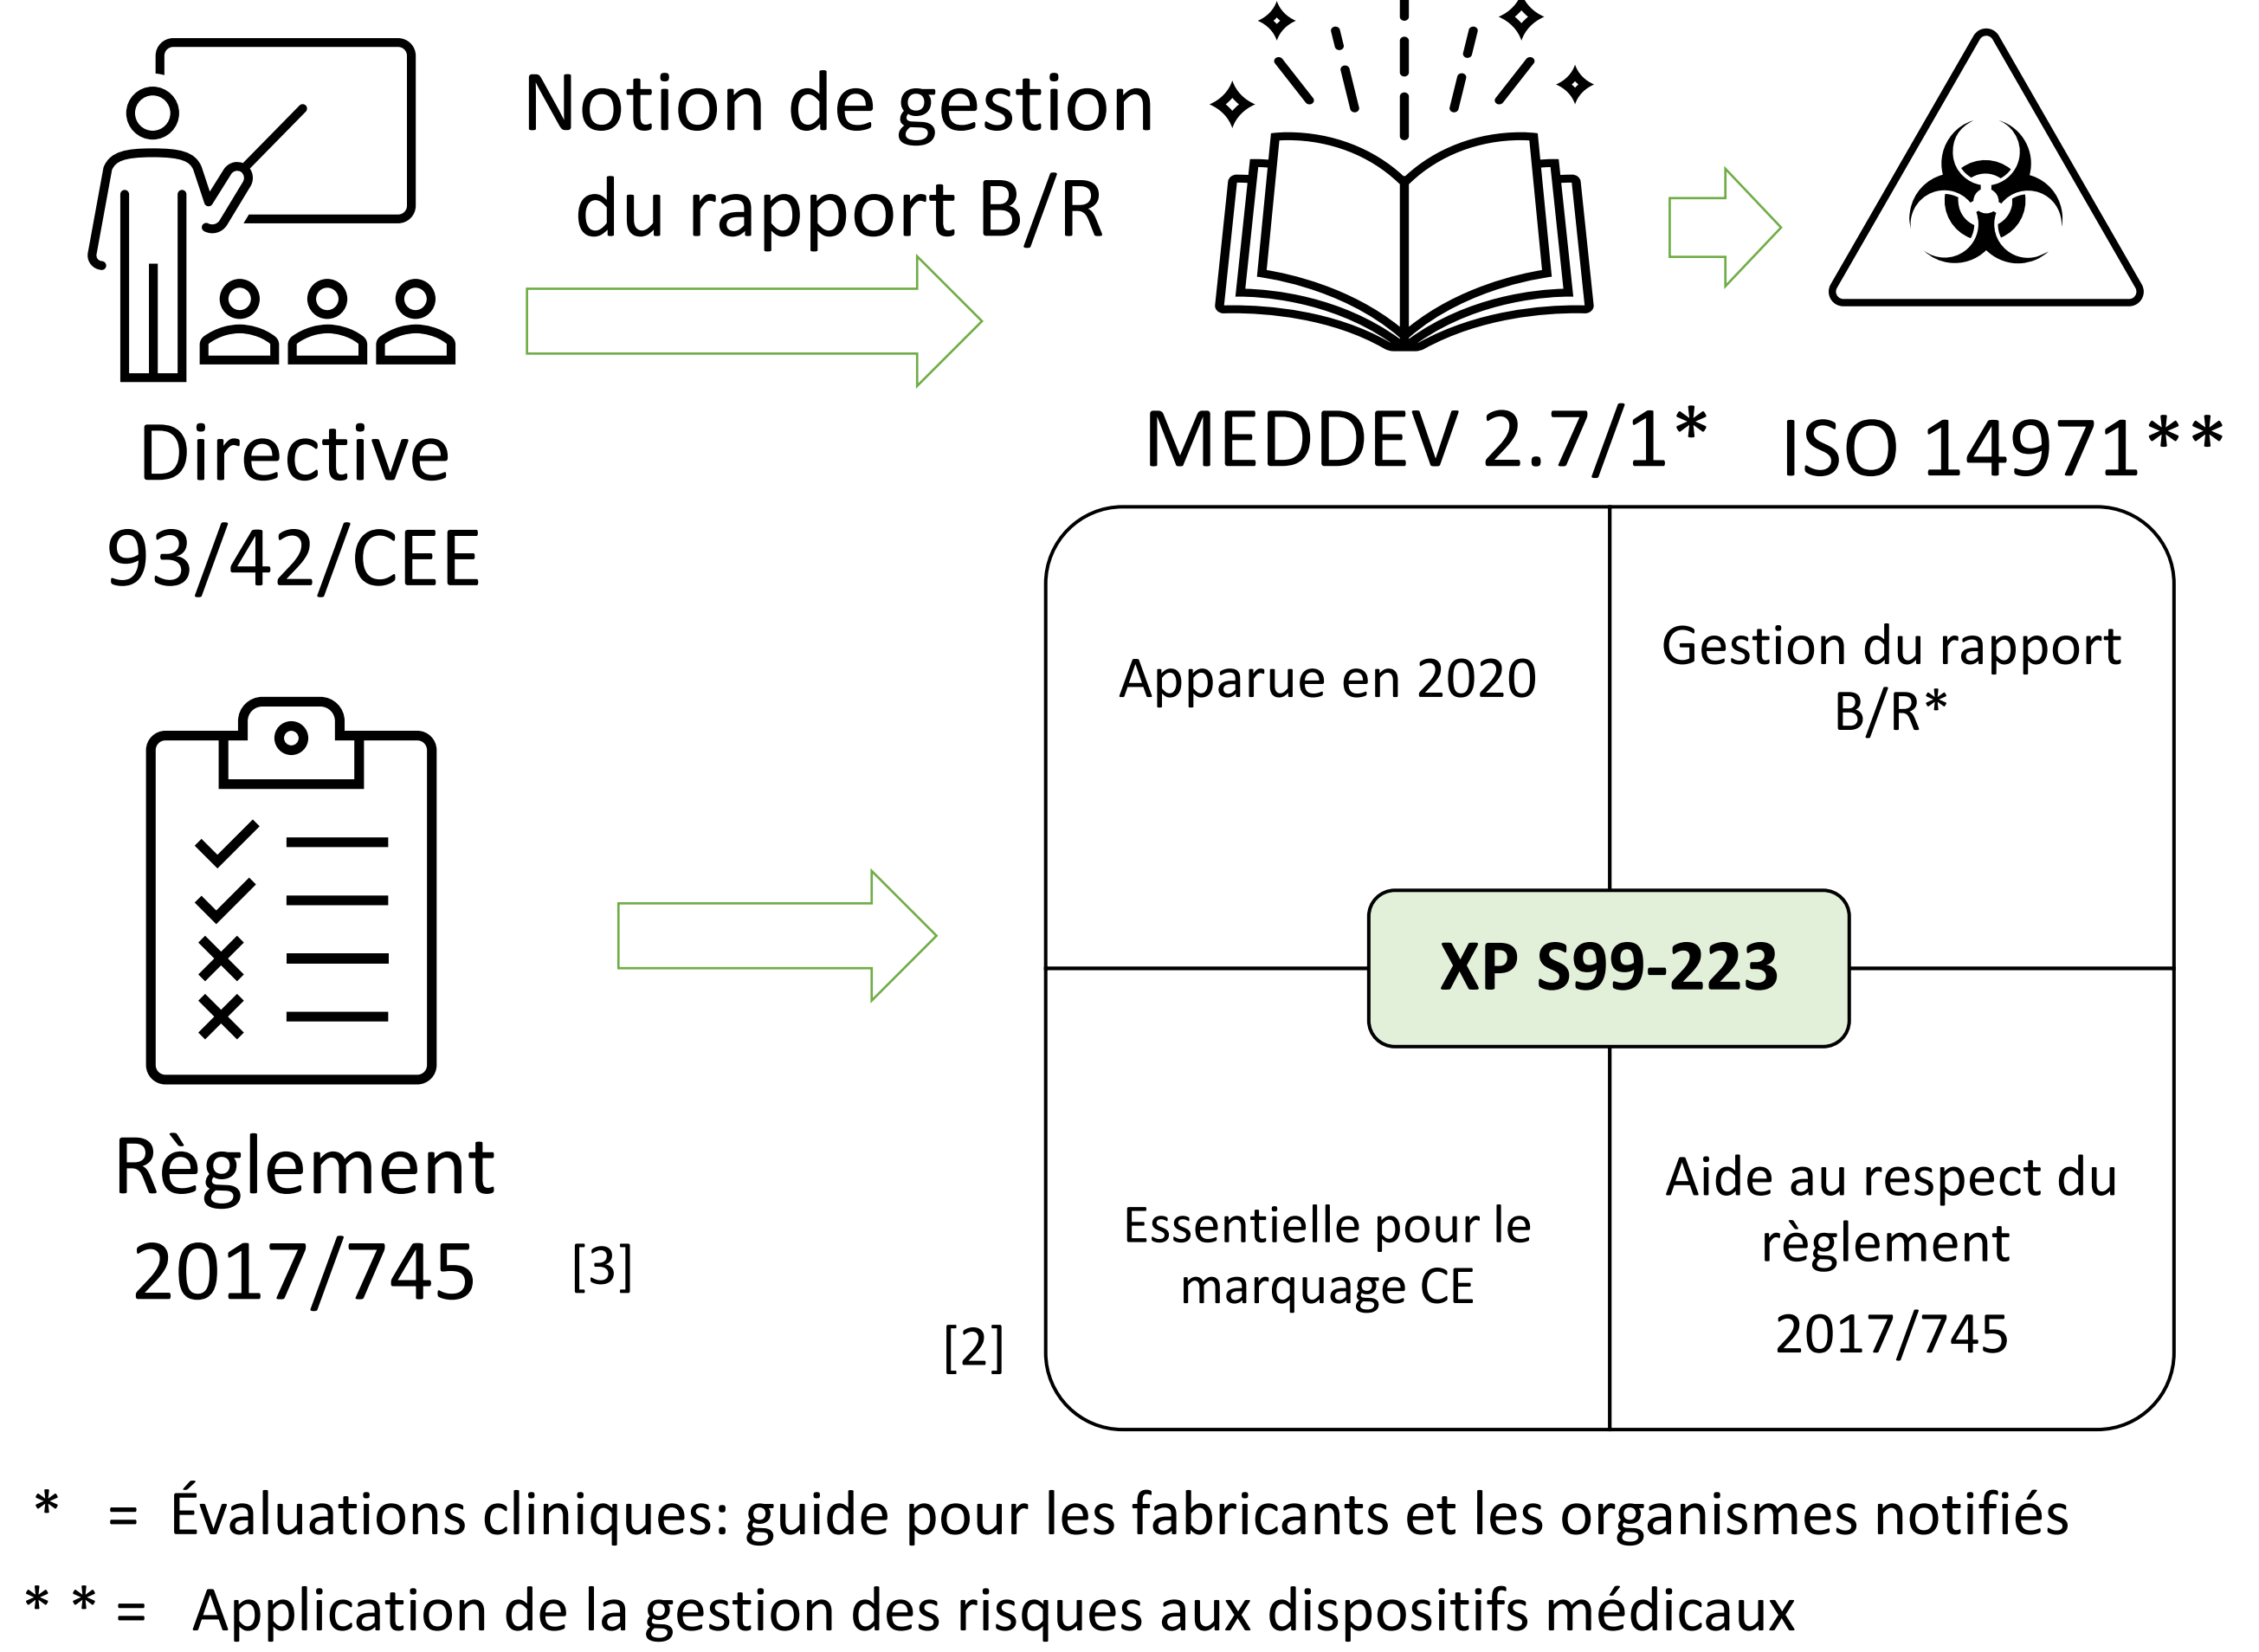 Notion de gestion
du rapport B/R
Directive
93/42/CEE
MEDDEV 2.7/1*
ISO 14971**
Apparue en 2020
Gestion du rapport
B/R*
XP S99-223
Essentielle pour le
marquage CE
Aide au respect du
règlement
2017/745
Règlement
2017/745
[3]
[2]
* = Évaluations cliniques: guide pour les fabricants et les organismes notifiés
* * = Application de la gestion des risques aux dispositifs médicaux